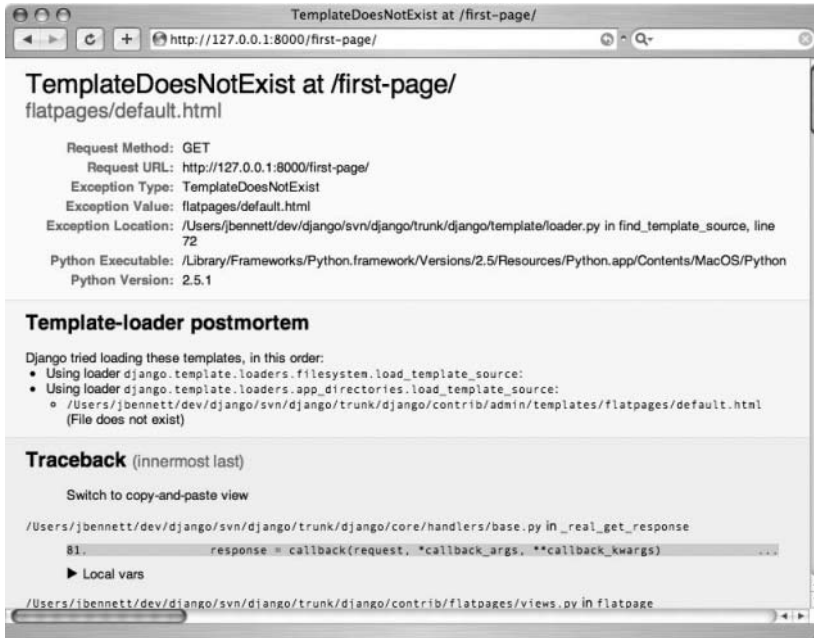 TemplateDoesNotExist at /first-page/
http://127.0.0.1:8000/first-page/
TemplateDoesNotExist at /first-page/
flatpages/default.html
Request Method: GET
Request URL: http://127.0.0.1:8000/first-page/
Exception Type: TemplateDoesNotExist
Exception Value: flatpages/default.html
Exception Location: /Users/jbennett/dev/django/svn/django/trunk/django/template/loader.py in find_template_source, line
72
Python Executable: /Library/Frameworks/Python.framework/Versions/2.5/Resources/Python.app/Contents/MacOS/Python
Python Version: 2.5.1
Template-loader postmortem
Django tried loading these templates, in this order:
• Using loader django.template.loaders.filesystem.load_template_source:
• Using loader django.template.loaders.app_directories.load_template_source:
◦ /Users/jbennett/dev/django/svn/django/trunk/django/contrib/admin/templates/flatpages/default.html
(File does not exist)
Traceback (innermost last)
Switch to copy-and-paste view
/Users/jbennett/dev/django/svn/django/trunk/django/core/handlers/base.py in _real_get_response
81. response = callback(request, *callback_args, **callback_kwargs) ...
▶ Local vars
/Users/jbennett/dev/django/svn/django/trunk/django/contrib/flatpages/views.py in flatpage